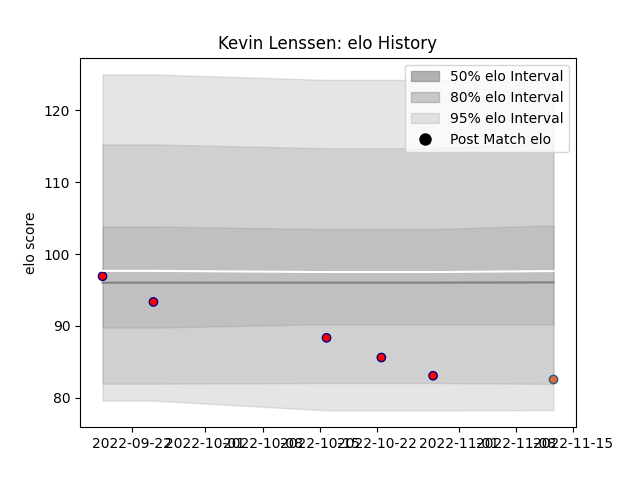 Kevin Lenssen: elo History
50% elo Interval
80% elo Interval
95% elo Interval
Post Match elo
elo score
120
110
100
90
80
2022-09-22 2022-10-01 2022-10-08 2022-10-15 2022-10-22 2022-11-01 2022-11-08 2022-11-15